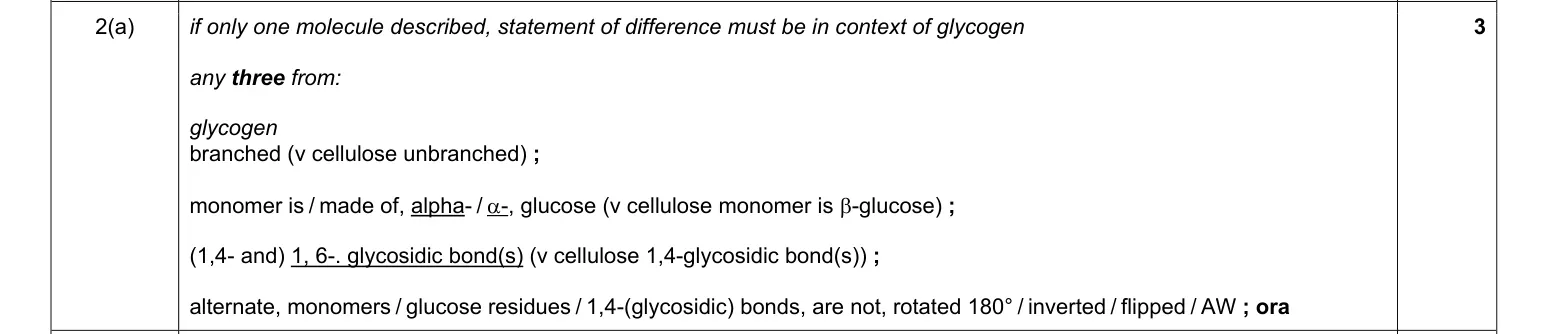 2(a) if only one molecule described, statement of difference must be in context of glycogen 3
any three from:
glycogen
branched (v cellulose unbranched) ;
monomer is / made of, alpha- / α-, glucose (v cellulose monomer is β-glucose) ;
(1,4- and) 1, 6-. glycosidic bond(s) (v cellulose 1,4-glycosidic bond(s)) ;
alternate, monomers / glucose residues / 1,4-(glycosidic) bonds, are not, rotated 180° / inverted / flipped / AW ; ora